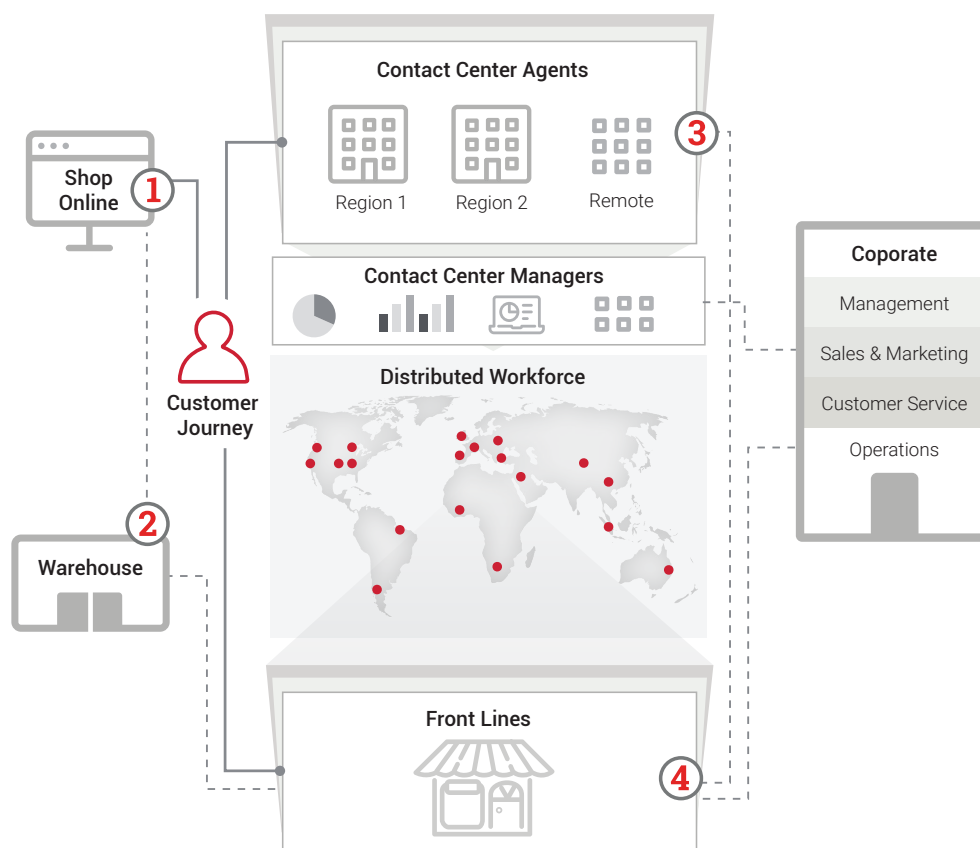 Contact Center Agents
3
Region 1
Region 2
Remote
Shop
Online
1
Contact Center Managers
Coporate
Management
Sales & Marketing
Customer Service
Operations
Customer
Journey
Distributed Workforce
2
Warehouse
Front Lines
4